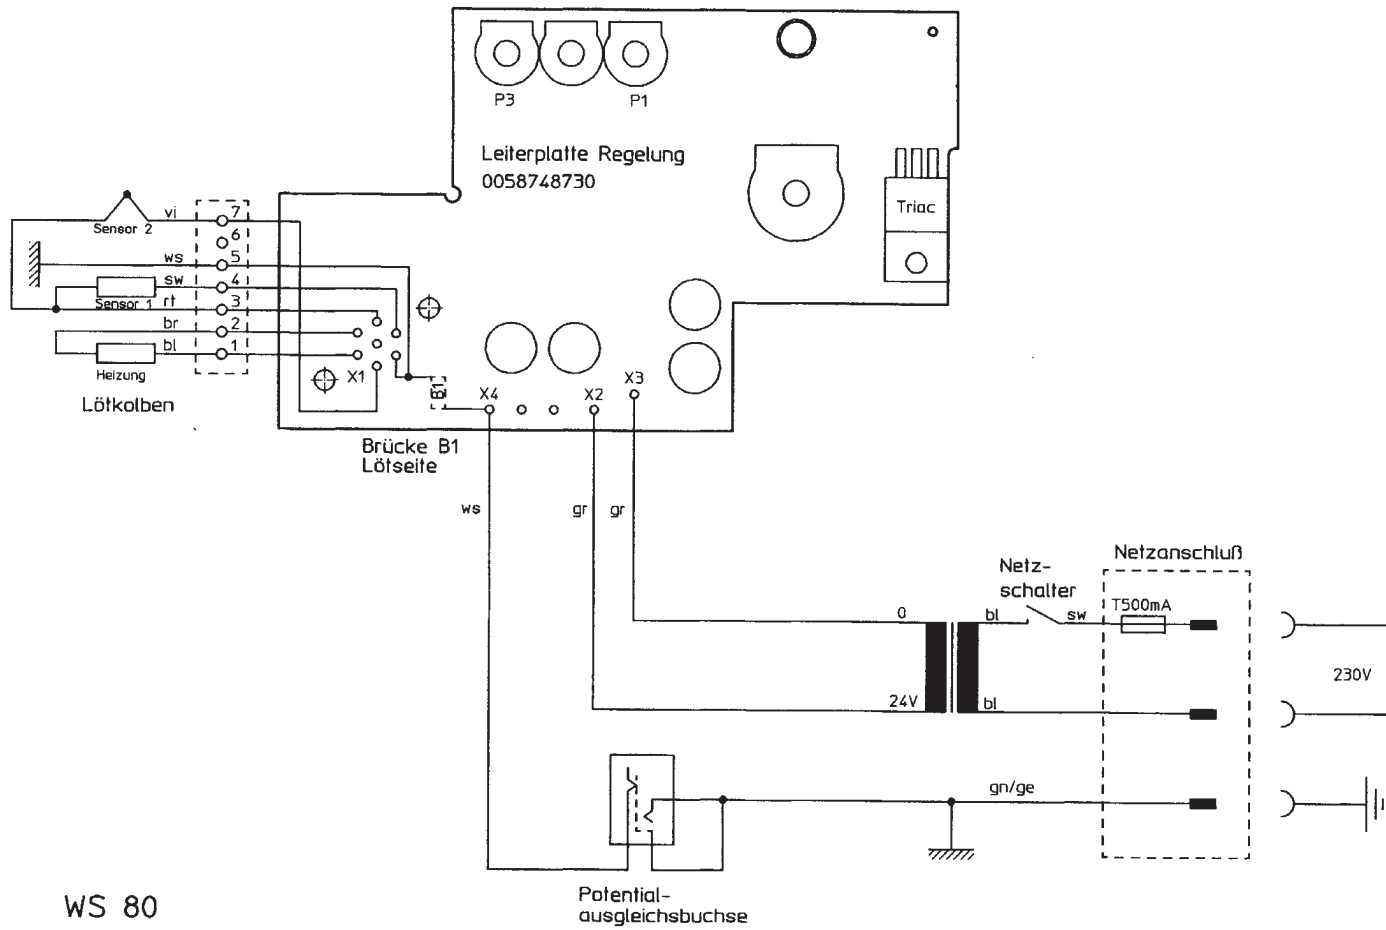 P3
P1
Leiterplatte Regelung
0058748730
Triac
vi
7
Sensor 2
6
ws
5
sw
4
Sensor 1
rt
3
br
2
bl
1
Heizung
X1
Lötkolben
B1
X4
X2
X3
Brücke B1
Lötseite
ws
gr
gr
Netzanschluß
Netz-
schalter
T500mA
0
bl
sw
230V
24V
bl
gn/ge
Potential-
ausgleichsbuchse
WS 80